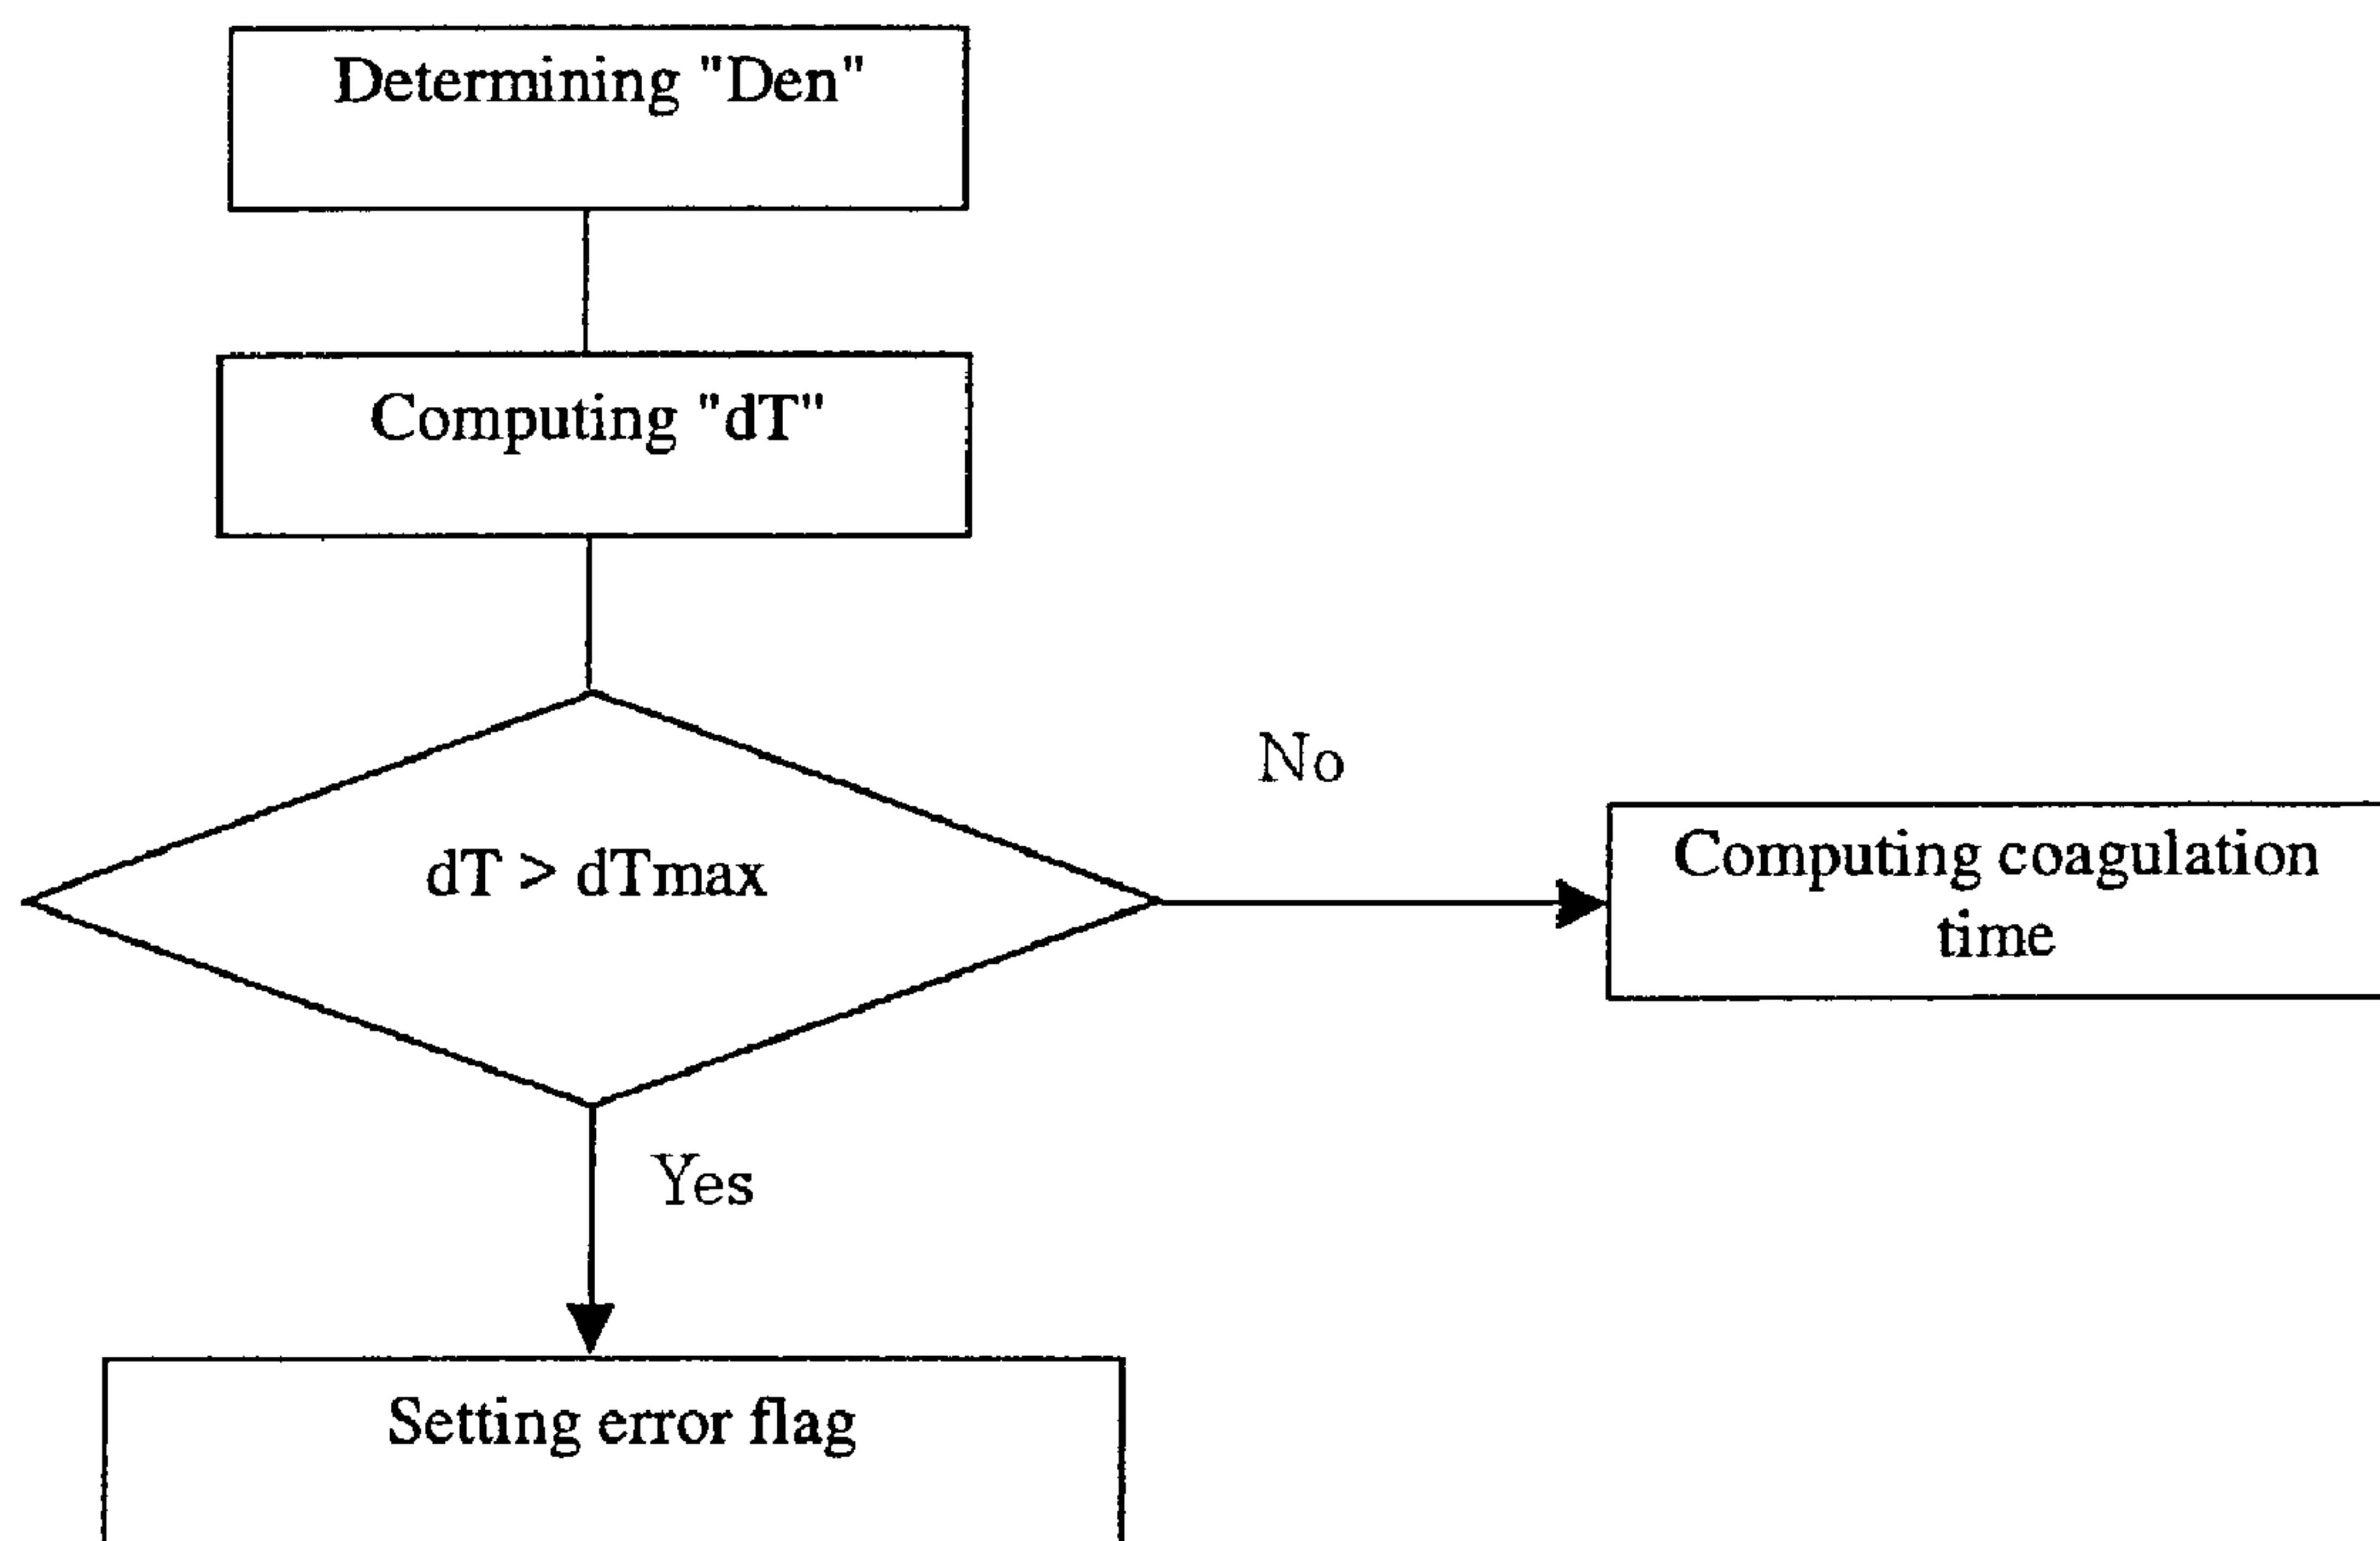 Determining "Den"
Computing "dT"
dT > dTmax
No
Computing coagulation
time
Yes
Setting error flag